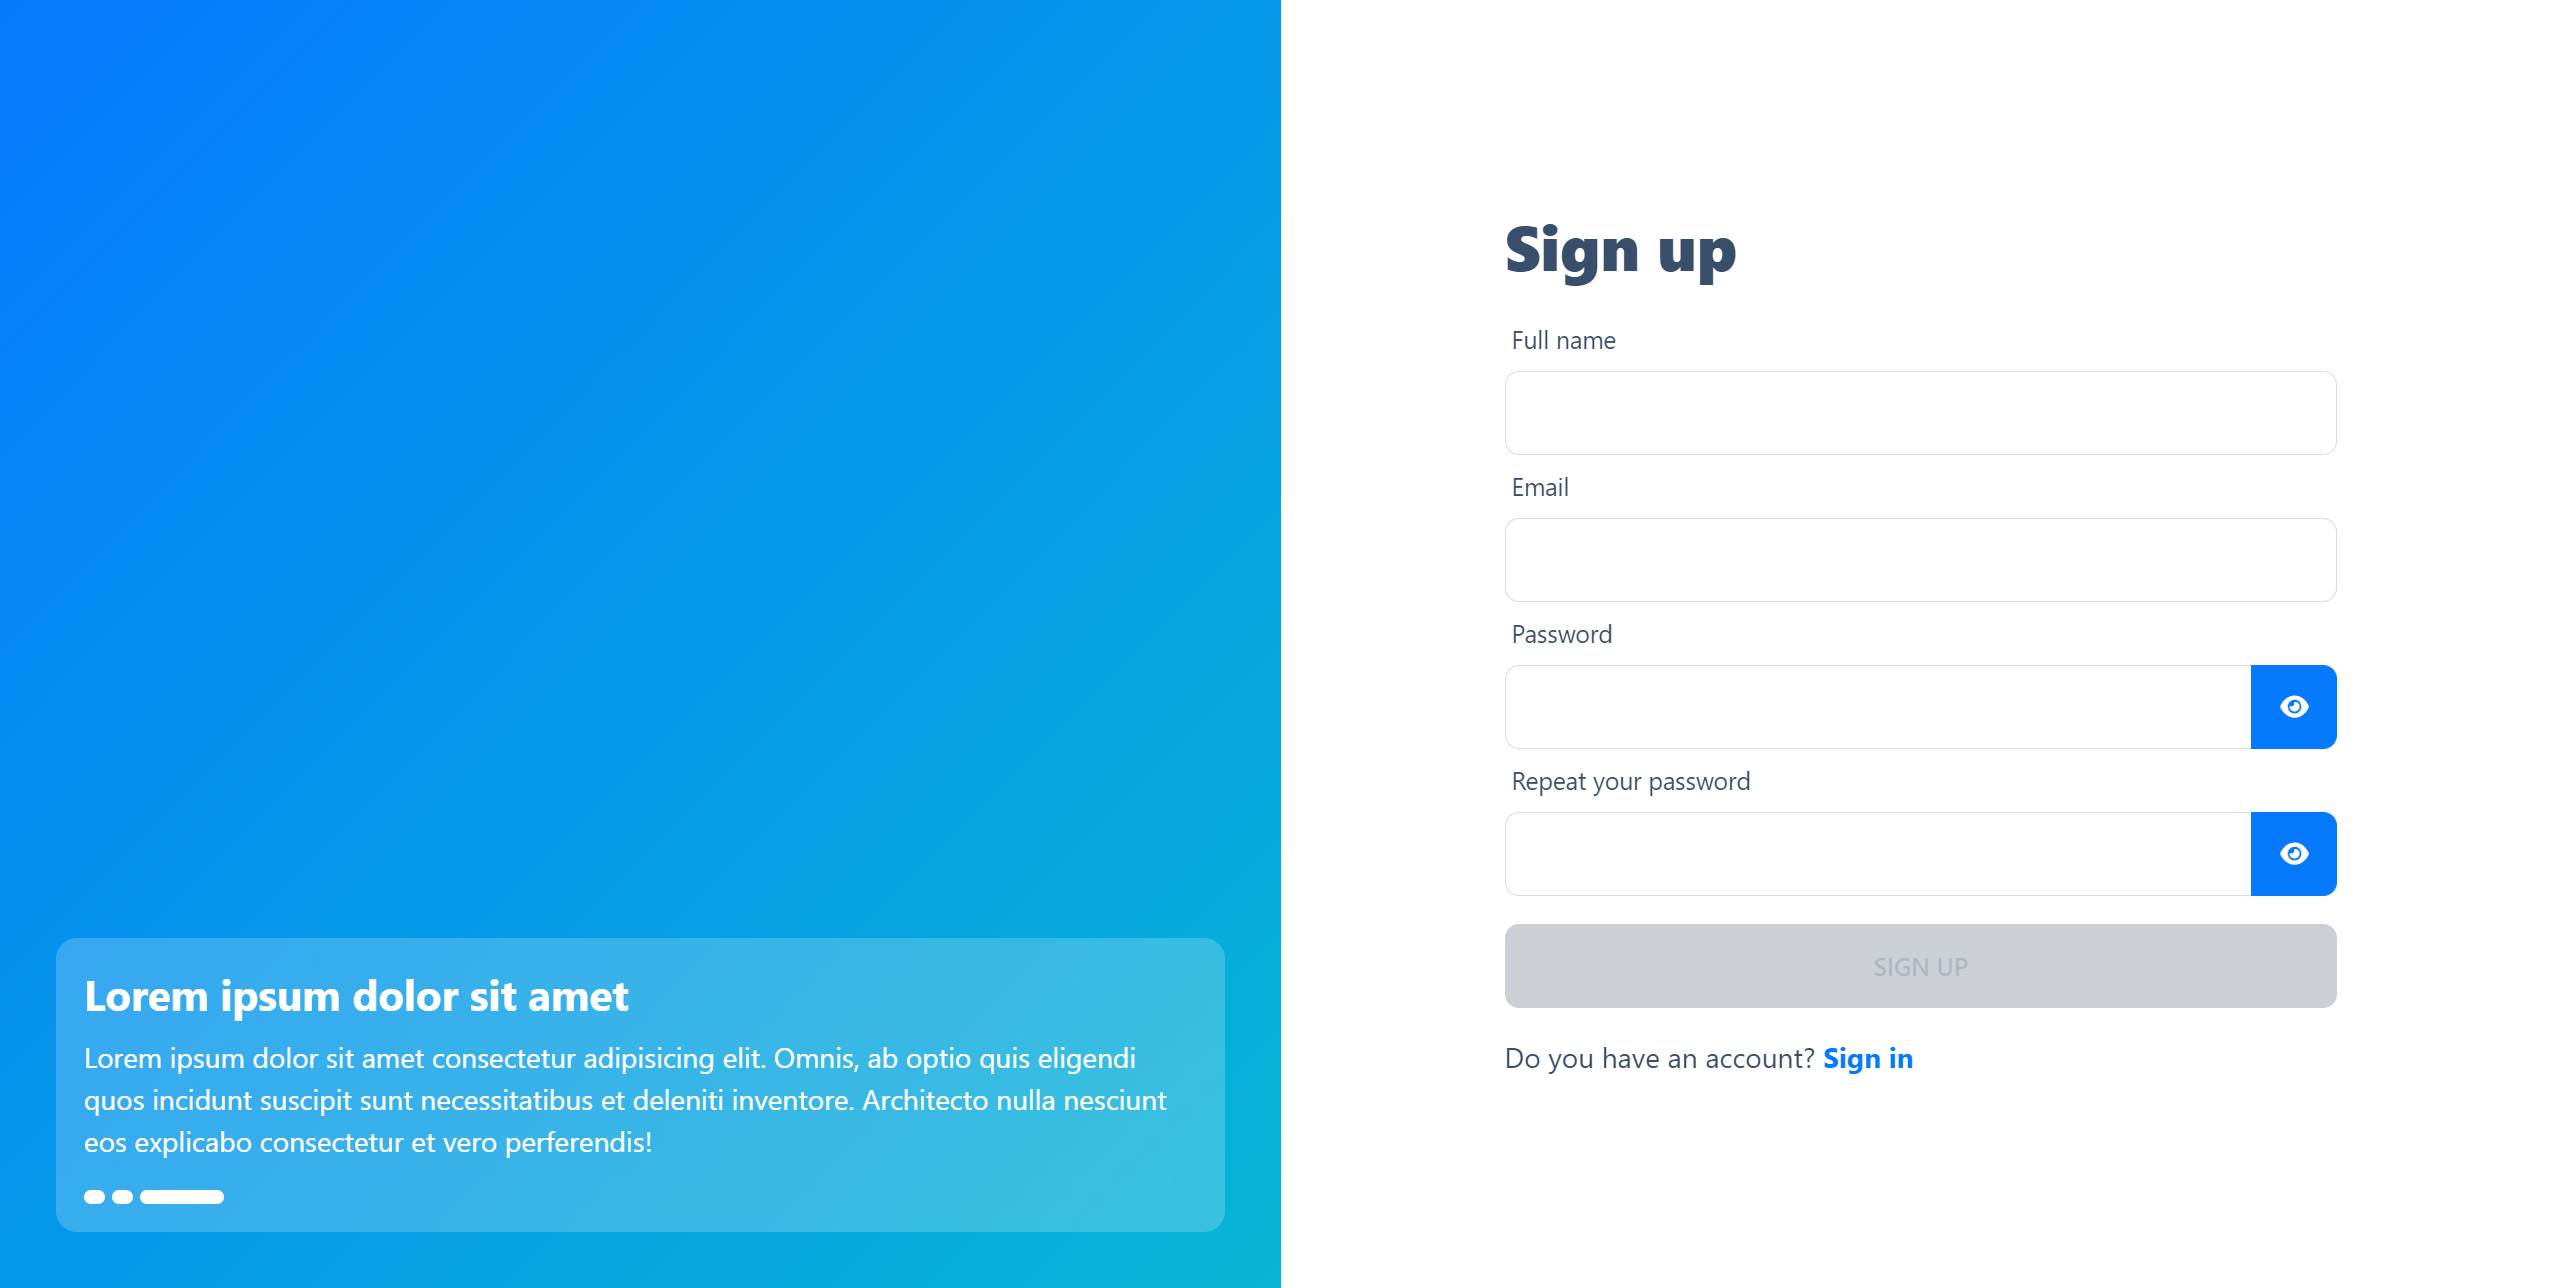 Lorem ipsum dolor sit amet
Lorem ipsum dolor sit amet consectetur adipisicing elit. Omnis, ab optio quis eligendi
quos incidunt suscipit sunt necessitatibus et deleniti inventore. Architecto nulla nesciunt
eos explicabo consectetur et vero perferendis!
Sign up
Full name
Email
Password
Repeat your password
SIGN UP
Do you have an account? Sign in